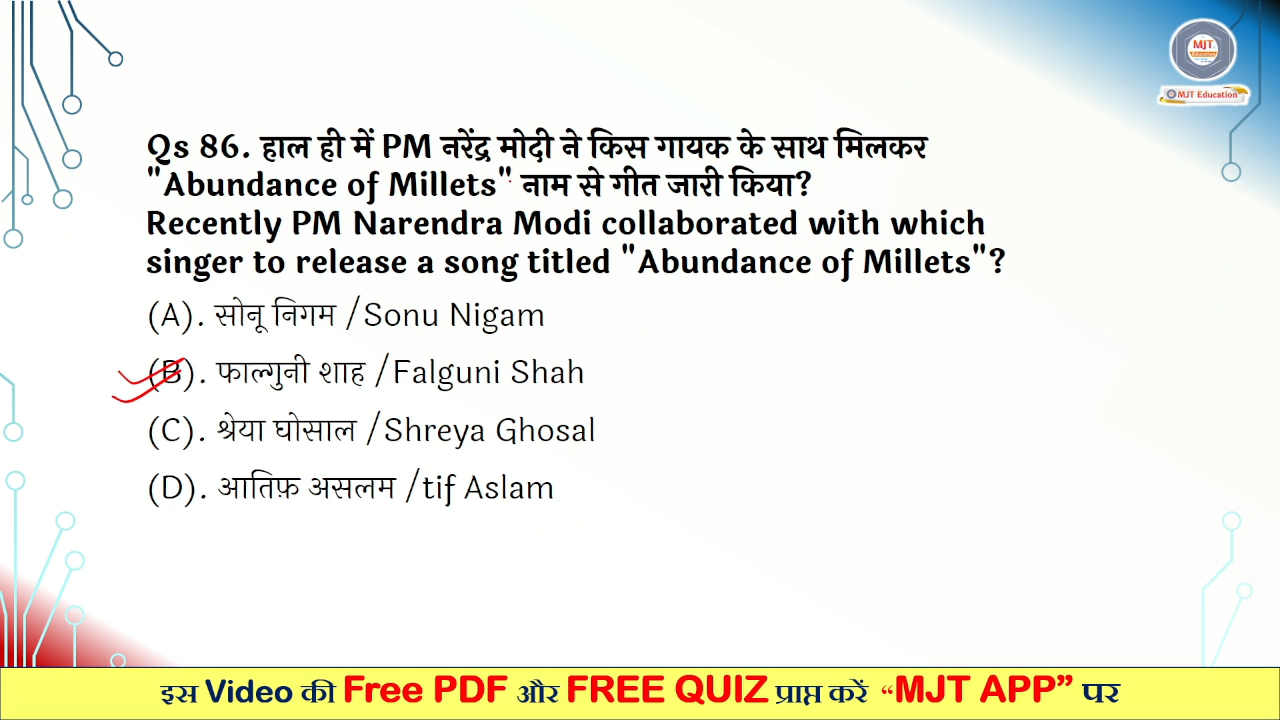 MJT
Education
MJT Education
Qs 86. हाल ही में PM नरेंद्र मोदी ने किस गायक के साथ मिलकर
"Abundance of Millets" नाम से गीत जारी किया?
Recently PM Narendra Modi collaborated with which
singer to release a song titled "Abundance of Millets"?
(A). सोनू निगम /Sonu Nigam
(B). फाल्गुनी शाह /Falguni Shah
(C). श्रेया घोसाल /Shreya Ghosal
(D). आतिफ़ असलम /tif Aslam
इस Video की Free PDF और FREE QUIZ प्राप्त करें “MJT APP” पर